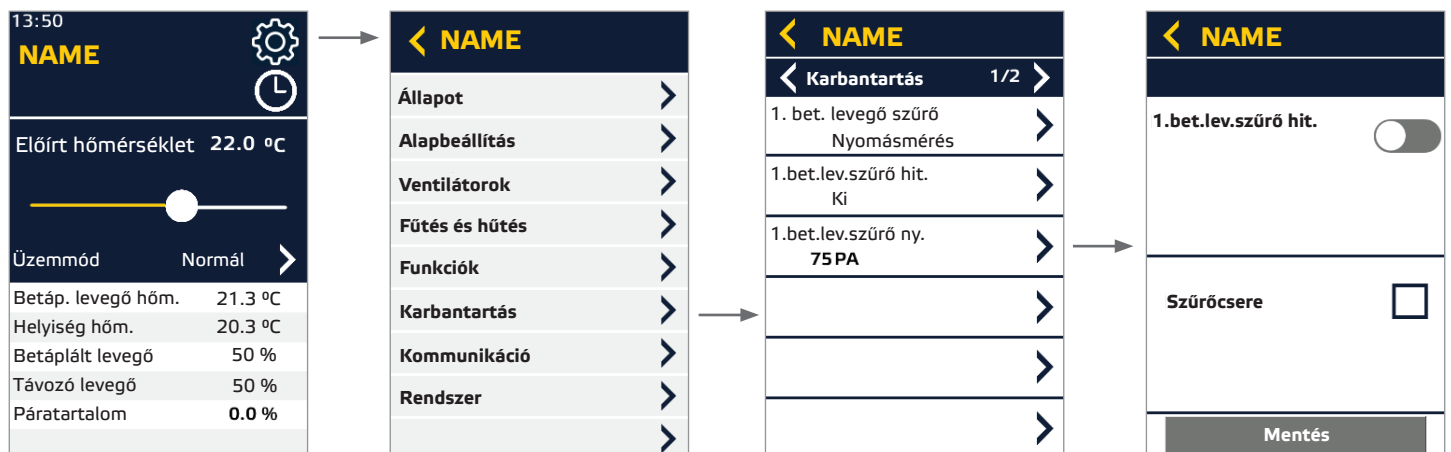 13:50
NAME
Előírt hőmérséklet 22.0 ºC
Üzemmód Normál
Betáp. levegő hőm. 21.3 ºC
Helyiség hőm. 20.3 ºC
Betáplált levegő 50 %
Távozó levegő 50 %
Páratartalom 0.0 %
NAME
Állapot
Alapbeállítás
Ventilátorok
Fűtés és hűtés
Funkciók
Karbantartás
Kommunikáció
Rendszer
NAME
Karbantartás 1/2
1. bet. levegő szűrő
Nyomásmérés
1.bet.lev.szűrő hit.
Ki
1.bet.lev.szűrő ny.
75 PA
NAME
1.bet.lev.szűrő hit.
Szűrőcsere
Mentés